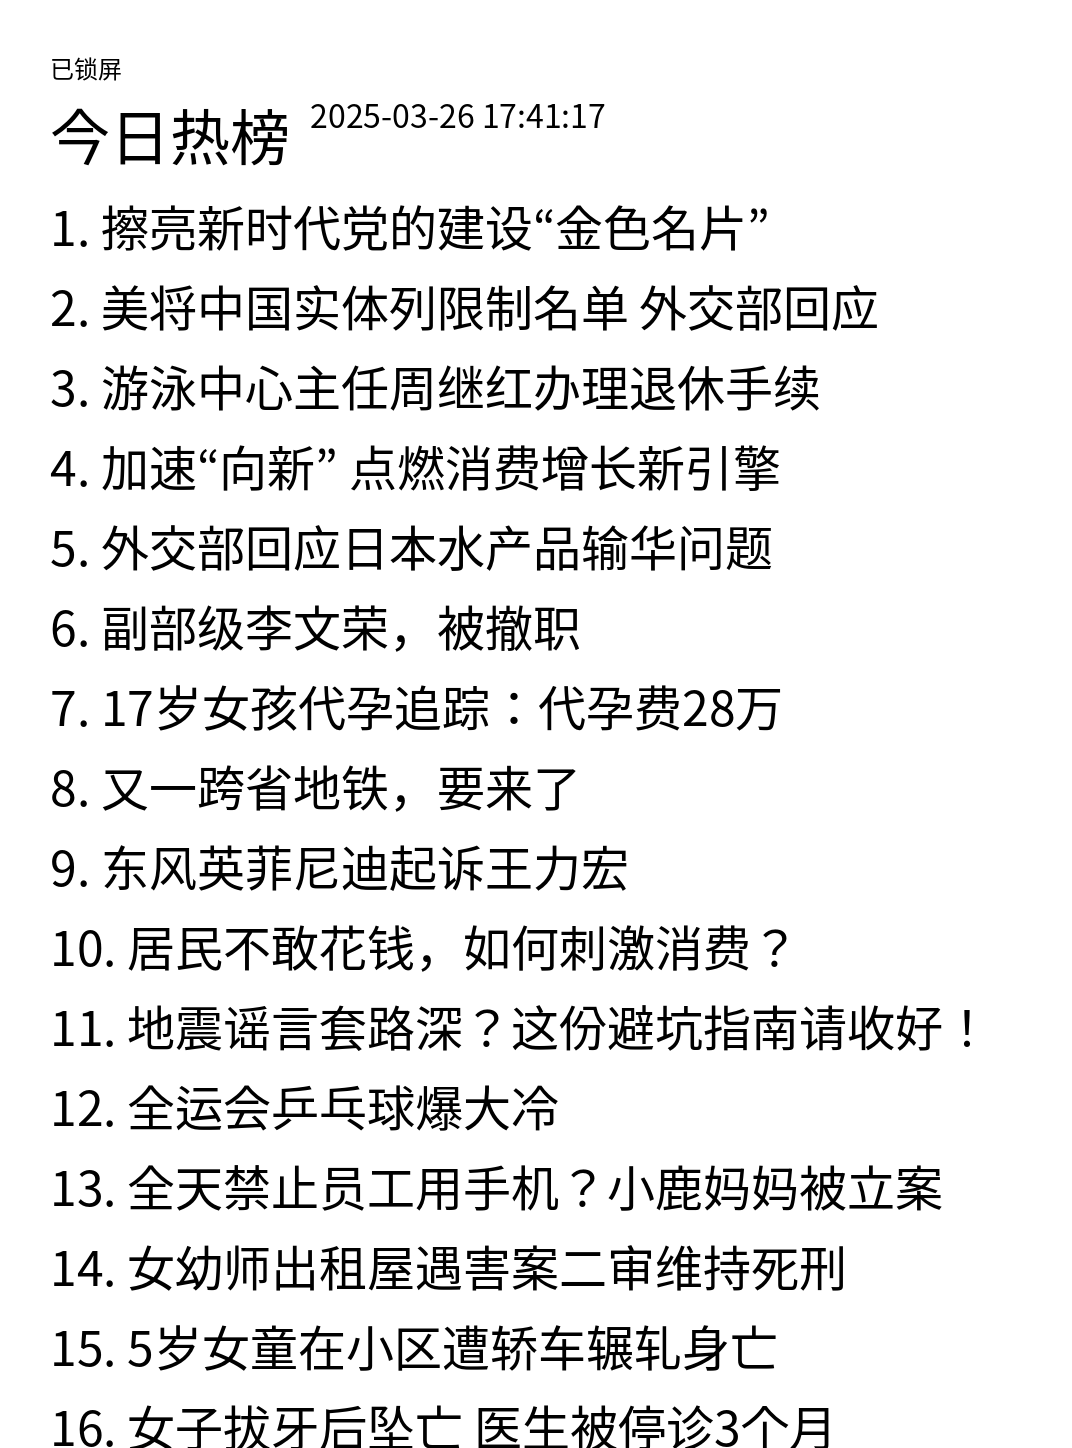 已锁屏
今日热榜 2025-03-26 17:41:17
1. 擦亮新时代党的建设“金色名片”
2. 美将中国实体列限制名单 外交部回应
3. 游泳中心主任周继红办理退休手续
4. 加速“向新” 点燃消费增长新引擎
5. 外交部回应日本水产品输华问题
6. 副部级李文荣，被撤职
7. 17岁女孩代孕追踪：代孕费28万
8. 又一跨省地铁，要来了
9. 东风英菲尼迪起诉王力宏
10. 居民不敢花钱，如何刺激消费？
11. 地震谣言套路深？这份避坑指南请收好！
12. 全运会乒乓球爆大冷
13. 全天禁止员工用手机？小鹿妈妈被立案
14. 女幼师出租屋遇害案二审维持死刑
15. 5岁女童在小区遭轿车辗轧身亡
16. 女子拔牙后坠亡 医生被停诊3个月